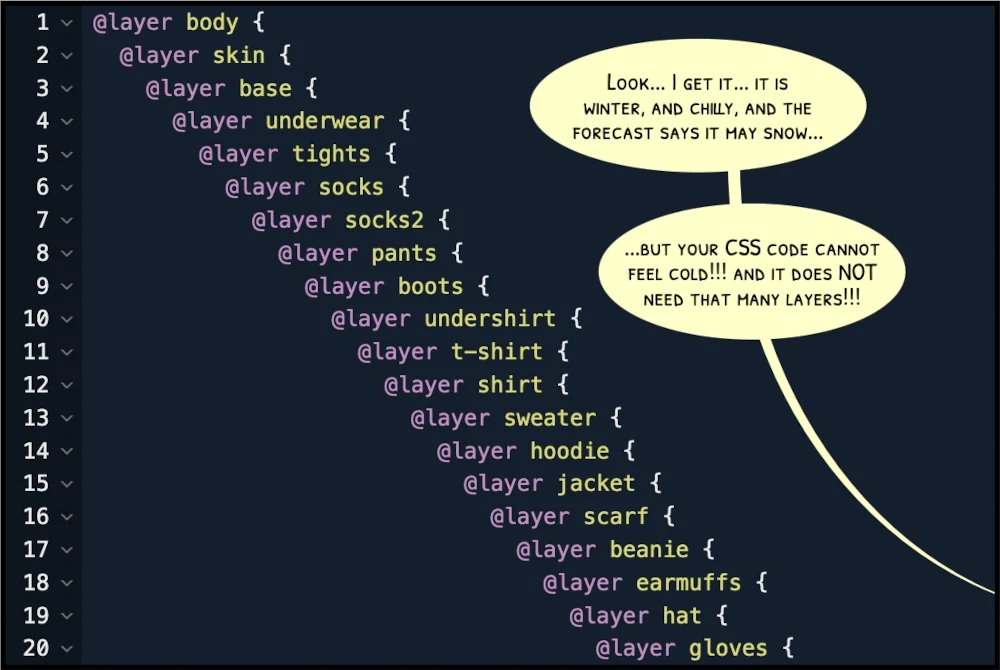 1 @layer body {
2 @layer skin {
3 @layer base {
4 @layer underwear {
5 @layer tights {
6 @layer socks {
7 @layer socks2 {
8 @layer pants {
9 @layer boots {
10 @layer undershirt {
11 @layer t-shirt {
12 @layer shirt {
13 @layer sweater {
14 @layer hoodie {
15 @layer jacket {
16 @layer scarf {
17 @layer beanie {
18 @layer earmuffs {
19 @layer hat {
20 @layer gloves {
Look... I get it... it is
winter, and chilly, and the
forecast says it may snow...
...but your CSS code cannot
feel cold!!! and it does NOT
need that many layers!!!